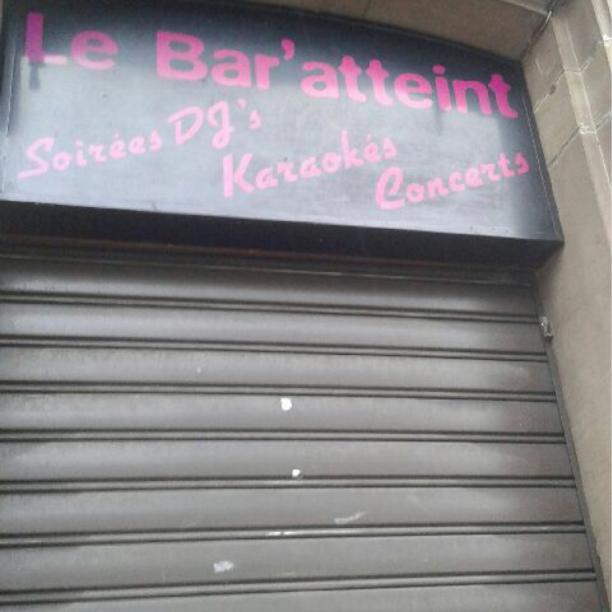 Le Bar'atteint
Soirées DJ's
Karaokés
Concerts